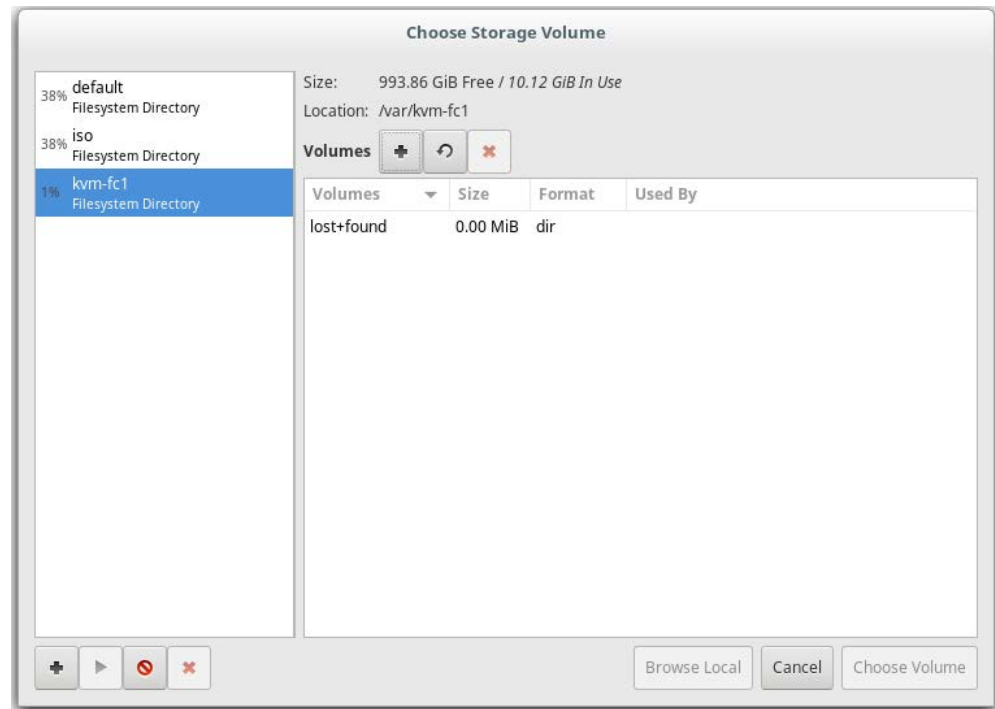 Choose Storage Volume
38% default
Filesystem Directory
38% iso
Filesystem Directory
1% kvm-fc1
Filesystem Directory
Size: 993.86 GiB Free / 10.12 GiB In Use
Location: /var/kvm-fc1
Volumes
Volumes Size Format Used By
lost+found 0.00 MiB dir
Browse Local Cancel Choose Volume